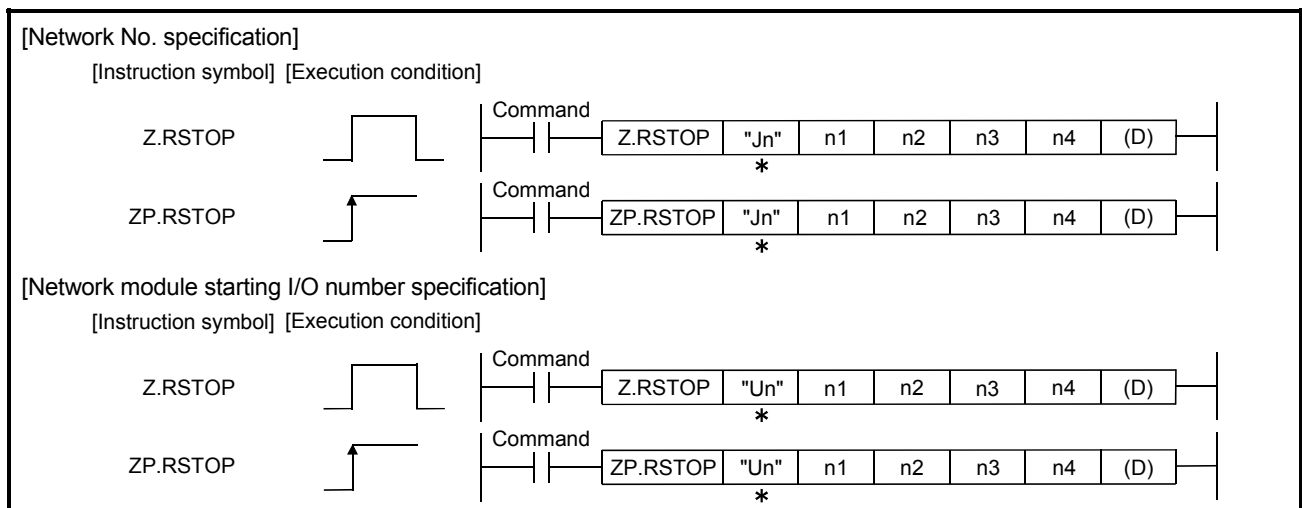 [Network No. specification]
[Instruction symbol] [Execution condition]
Command
Z.RSTOP Z.RSTOP "Jn" n1 n2 n3 n4 (D)
*
Command
ZP.RSTOP ZP.RSTOP "Jn" n1 n2 n3 n4 (D)
*
[Network module starting I/O number specification]
[Instruction symbol] [Execution condition]
Command
Z.RSTOP Z.RSTOP "Un" n1 n2 n3 n4 (D)
*
Command
ZP.RSTOP ZP.RSTOP "Un" n1 n2 n3 n4 (D)
*